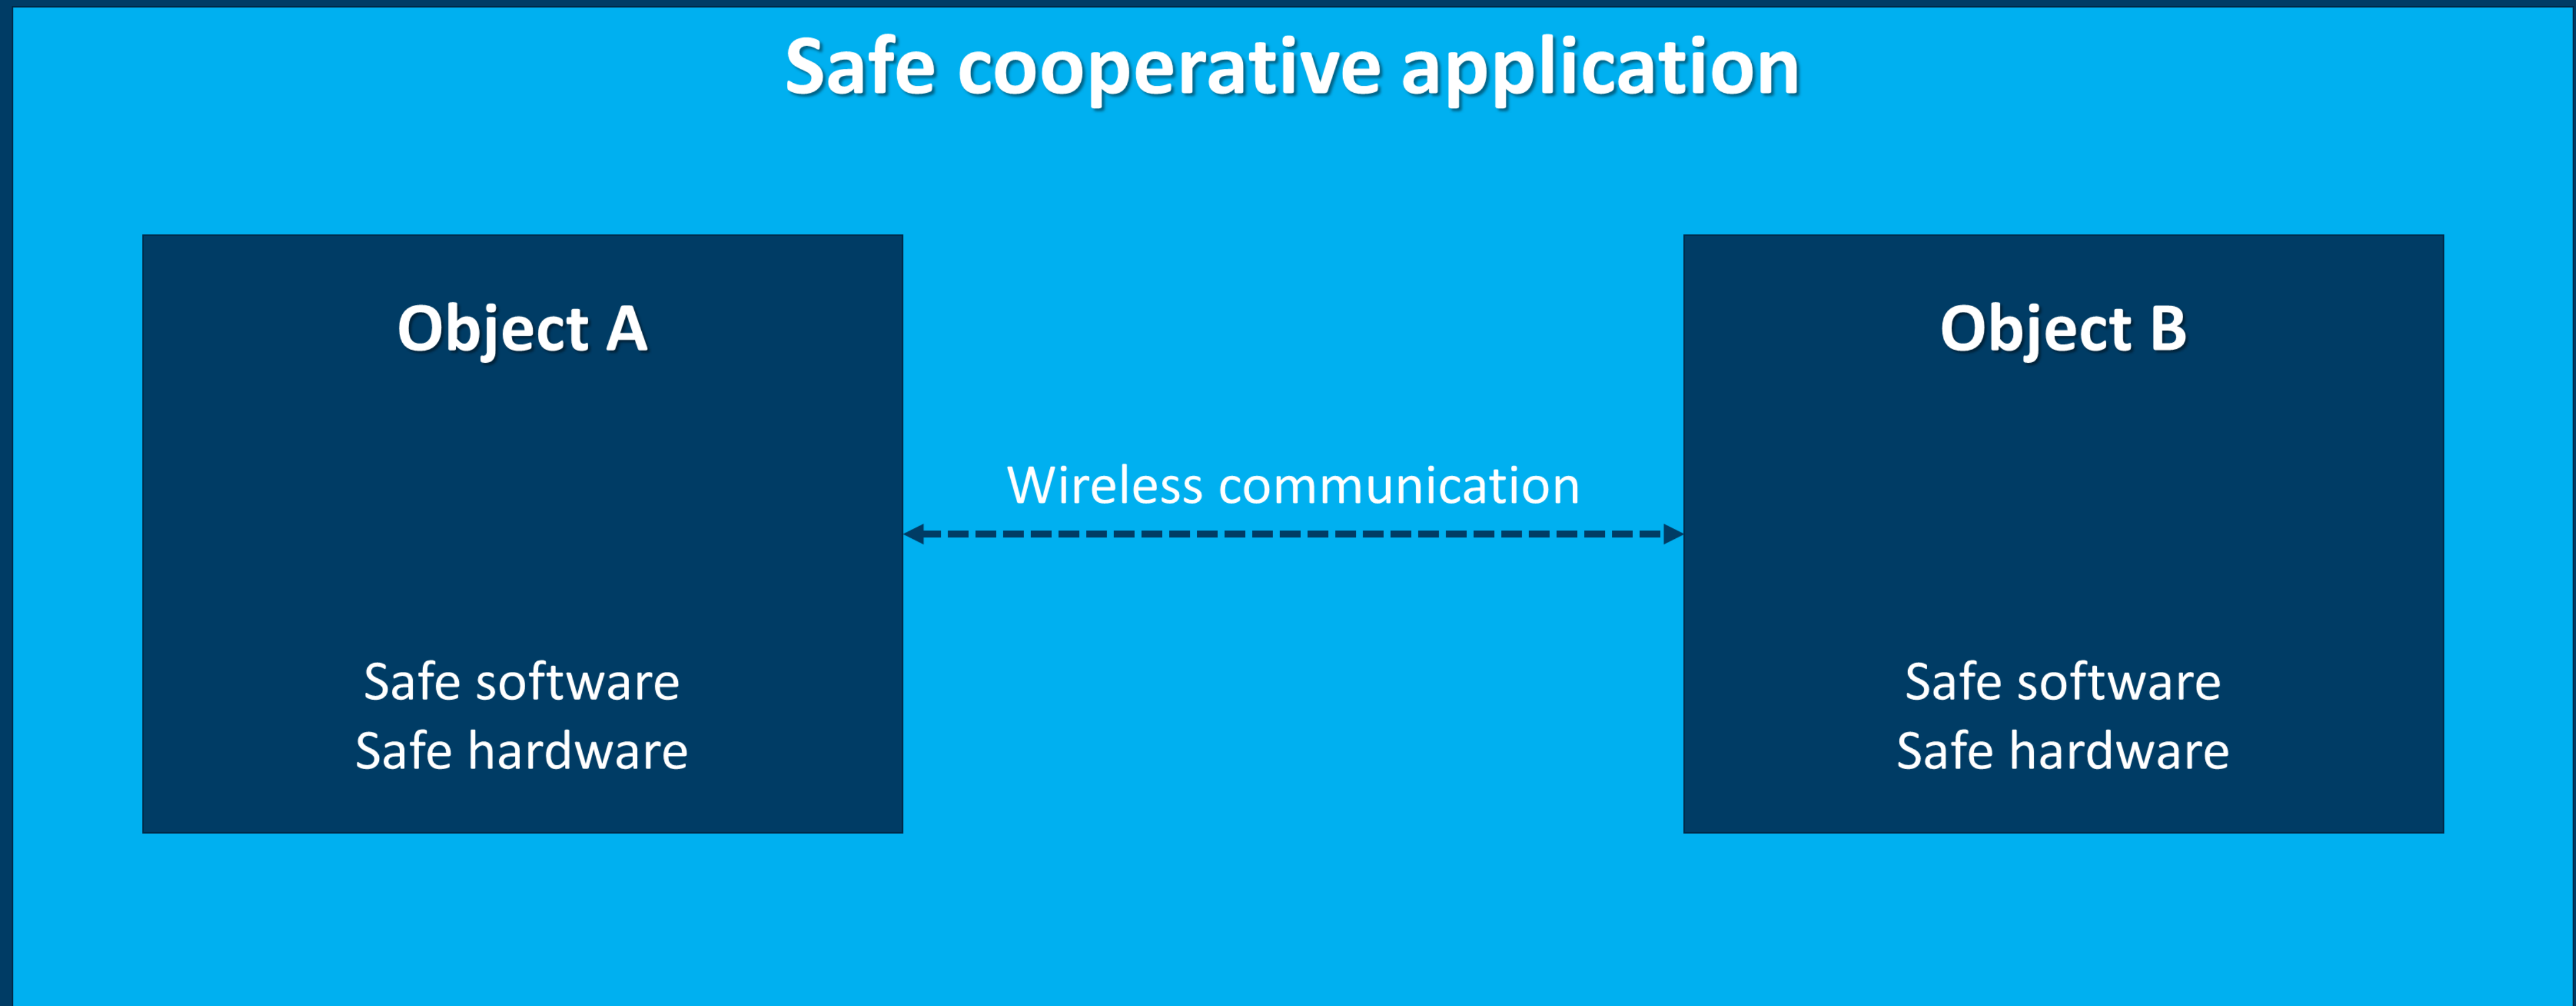 Safe cooperative application
Object A
Safe software
Safe hardware
Wireless communication
Object B
Safe software
Safe hardware